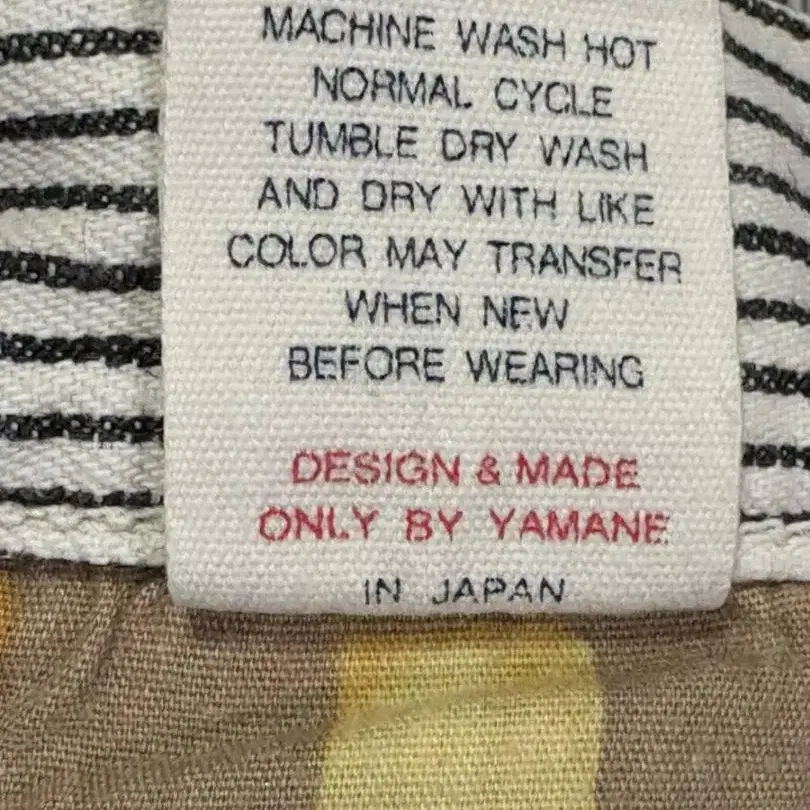 MACHINE WASH HOT
NORMAL CYCLE
TUMBLE DRY WASH
AND DRY WITH LIKE
COLOR MAY TRANSFER
WHEN NEW
BEFORE WEARING
DESIGN & MADE
ONLY BY YAMANE
IN JAPAN